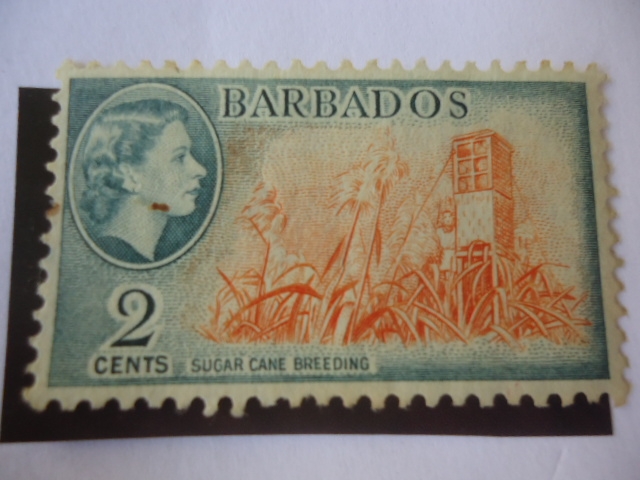 BARBADOS
2
CENTS SUGAR CANE BREEDING